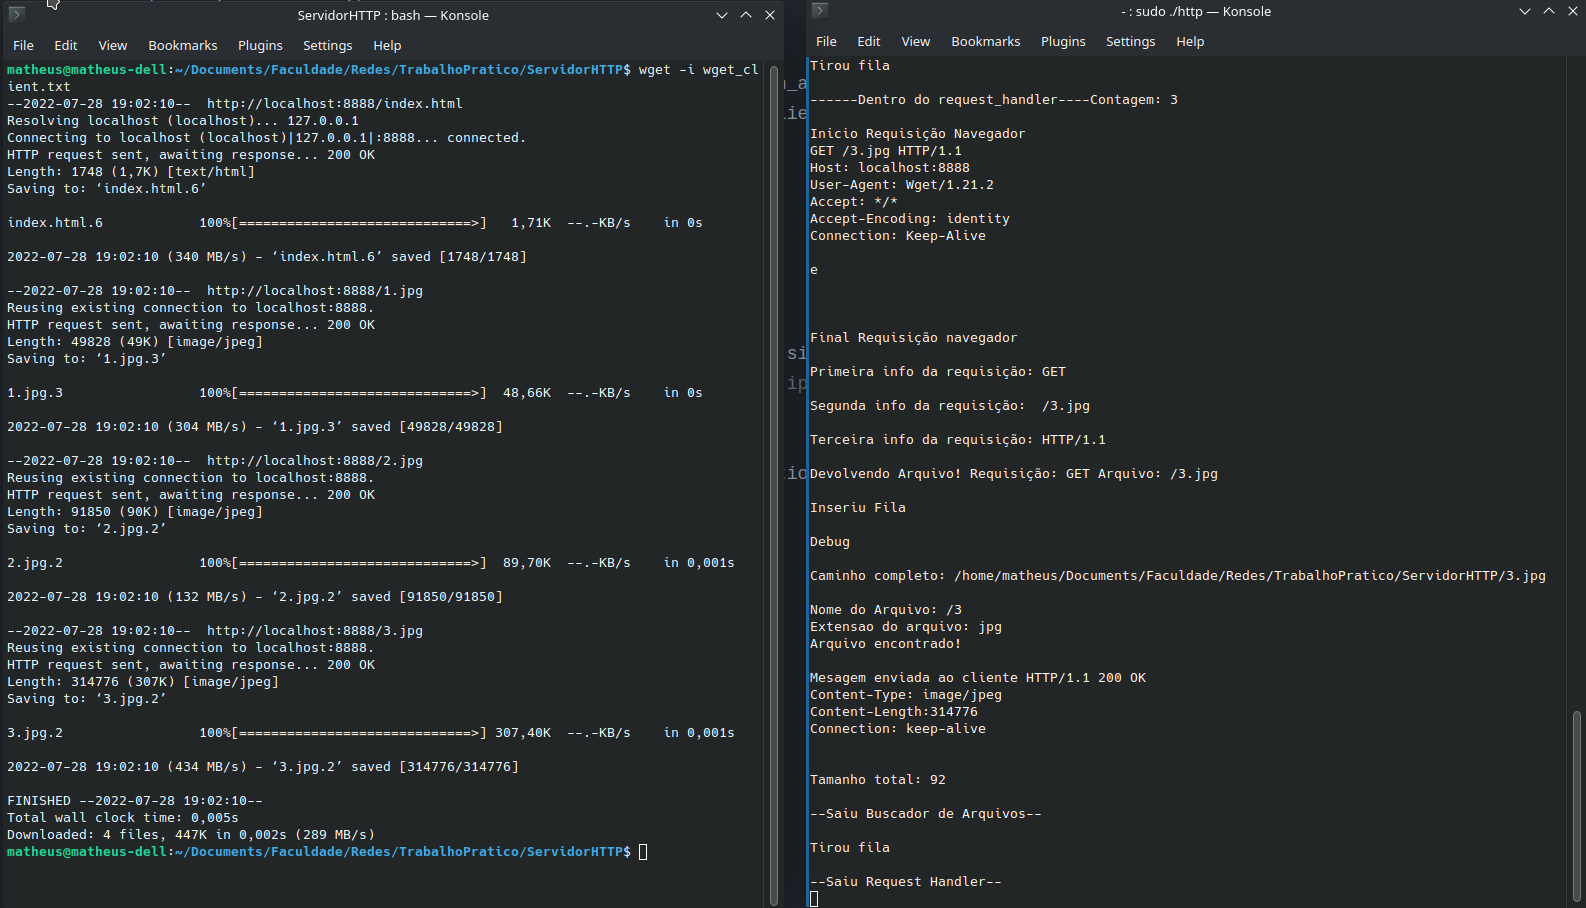 ServidorHTTP : bash — Konsole
File Edit View Bookmarks Plugins Settings Help
matheus@matheus-dell:~/Documents/Faculdade/Redes/TrabalhoPratico/ServidorHTTP$ wget -i wget_cl
ient.txt
--2022-07-28 19:02:10--  http://localhost:8888/index.html
Resolving localhost (localhost)... 127.0.0.1
Connecting to localhost (localhost)|127.0.0.1|:8888... connected.
HTTP request sent, awaiting response... 200 OK
Length: 1748 (1,7K) [text/html]
Saving to: ‘index.html.6’
index.html.6            100%[=============================>]   1,71K  --.-KB/s    in 0s
2022-07-28 19:02:10 (340 MB/s) - ‘index.html.6’ saved [1748/1748]
--2022-07-28 19:02:10--  http://localhost:8888/1.jpg
Reusing existing connection to localhost:8888.
HTTP request sent, awaiting response... 200 OK
Length: 49828 (49K) [image/jpeg]
Saving to: ‘1.jpg.3’
1.jpg.3                 100%[=============================>]  48,66K  --.-KB/s    in 0s
2022-07-28 19:02:10 (304 MB/s) - ‘1.jpg.3’ saved [49828/49828]
--2022-07-28 19:02:10--  http://localhost:8888/2.jpg
Reusing existing connection to localhost:8888.
HTTP request sent, awaiting response... 200 OK
Length: 91850 (90K) [image/jpeg]
Saving to: ‘2.jpg.2’
2.jpg.2                 100%[=============================>]  89,70K  --.-KB/s    in 0,001s
2022-07-28 19:02:10 (132 MB/s) - ‘2.jpg.2’ saved [91850/91850]
--2022-07-28 19:02:10--  http://localhost:8888/3.jpg
Reusing existing connection to localhost:8888.
HTTP request sent, awaiting response... 200 OK
Length: 314776 (307K) [image/jpeg]
Saving to: ‘3.jpg.2’
3.jpg.2                 100%[=============================>] 307,40K  --.-KB/s    in 0,001s
2022-07-28 19:02:10 (434 MB/s) - ‘3.jpg.2’ saved [314776/314776]
FINISHED --2022-07-28 19:02:10--
Total wall clock time: 0,005s
Downloaded: 4 files, 447K in 0,002s (289 MB/s)
matheus@matheus-dell:~/Documents/Faculdade/Redes/TrabalhoPratico/ServidorHTTP$
- : sudo ./http — Konsole
File Edit View Bookmarks Plugins Settings Help
Tirou fila
------Dentro do request_handler----Contagem: 3
Inicio Requisição Navegador
GET /3.jpg HTTP/1.1
Host: localhost:8888
User-Agent: Wget/1.21.2
Accept: */*
Accept-Encoding: identity
Connection: Keep-Alive
e
Final Requisição navegador
Primeira info da requisição: GET
Segunda info da requisição:  /3.jpg
Terceira info da requisição: HTTP/1.1
Devolvendo Arquivo! Requisição: GET Arquivo: /3.jpg
Inseriu Fila
Debug
Caminho completo: /home/matheus/Documents/Faculdade/Redes/TrabalhoPratico/ServidorHTTP/3.jpg
Nome do Arquivo: /3
Extensao do arquivo: jpg
Arquivo encontrado!
Mesagem enviada ao cliente HTTP/1.1 200 OK
Content-Type: image/jpeg
Content-Length:314776
Connection: keep-alive
Tamanho total: 92
--Saiu Buscador de Arquivos--
Tirou fila
--Saiu Request Handler--